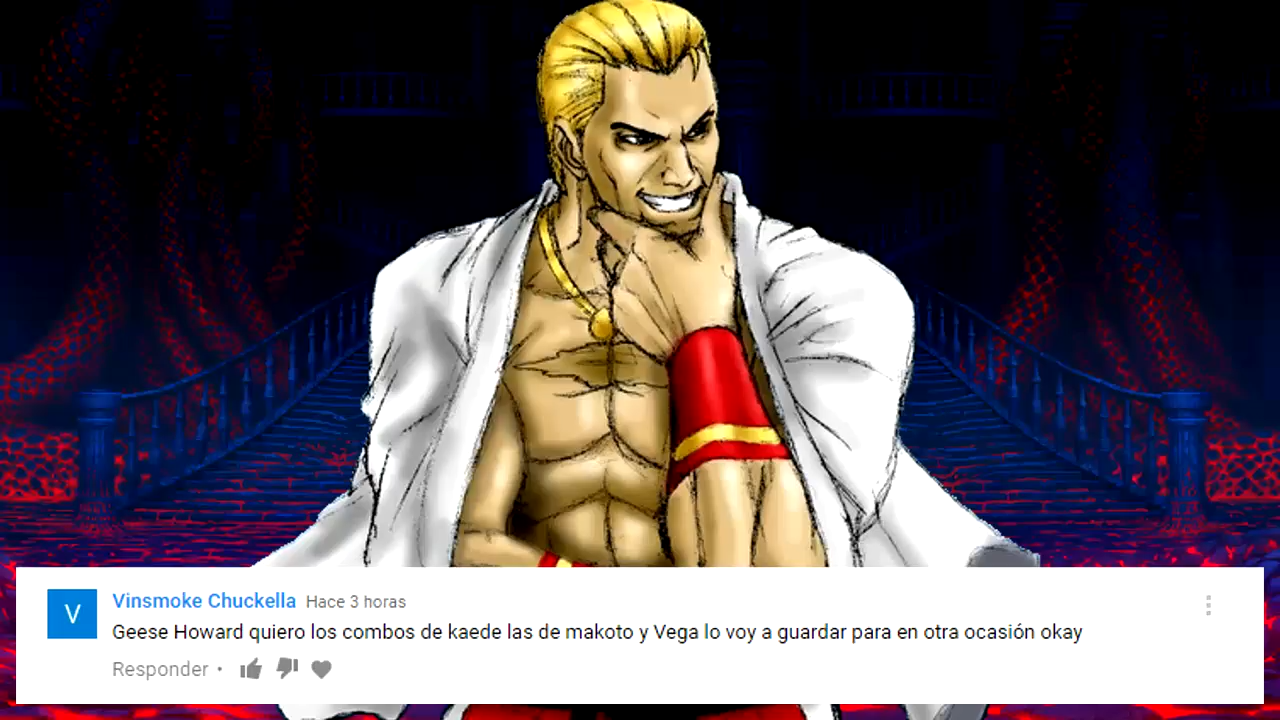 V
Vinsmoke Chuckella Hace 3 horas
Geese Howard quiero los combos de kaede las de makoto y Vega lo voy a guardar para en otra ocasión okay
Responder •